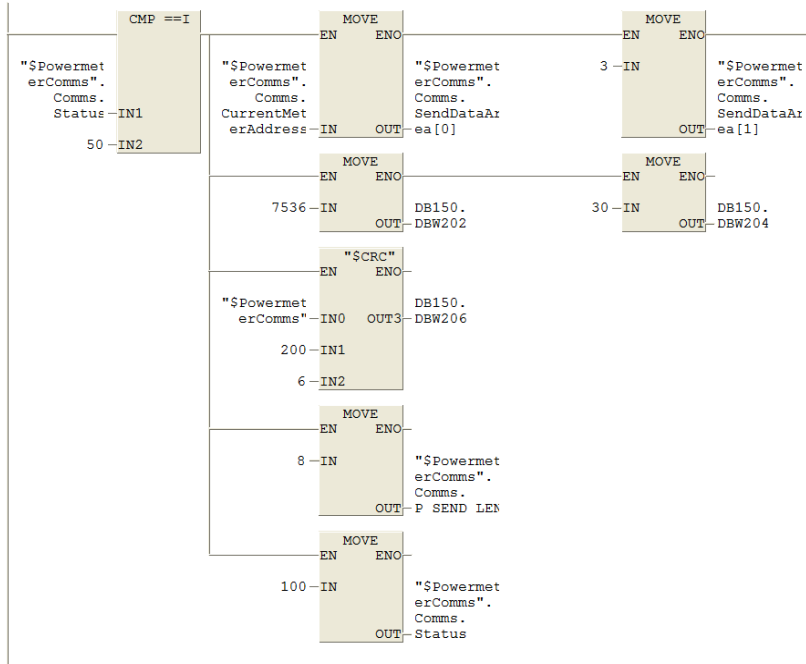 CMP ==I
MOVE
MOVE
EN ENO
EN ENO
"$Powermet
erComms".
Comms.
Status
IN1
50
IN2
"$Powermet
erComms".
Comms.
CurrentMet
erAddress
IN
OUT
"$Powermet
erComms".
Comms.
SendDataAr
ea[0]
3
IN
OUT
"$Powermet
erComms".
Comms.
SendDataAr
ea[1]
MOVE
MOVE
EN ENO
EN ENO
7536
IN
OUT
DB150.
DBW202
30
IN
OUT
DB150.
DBW204
"$CRC"
EN ENO
"$Powermet
erComms"
IN0
OUT3
DB150.
DBW206
200
IN1
6
IN2
MOVE
EN ENO
8
IN
OUT
"$Powermet
erComms".
Comms.
P SEND LEN
MOVE
EN ENO
100
IN
OUT
"$Powermet
erComms".
Comms.
Status